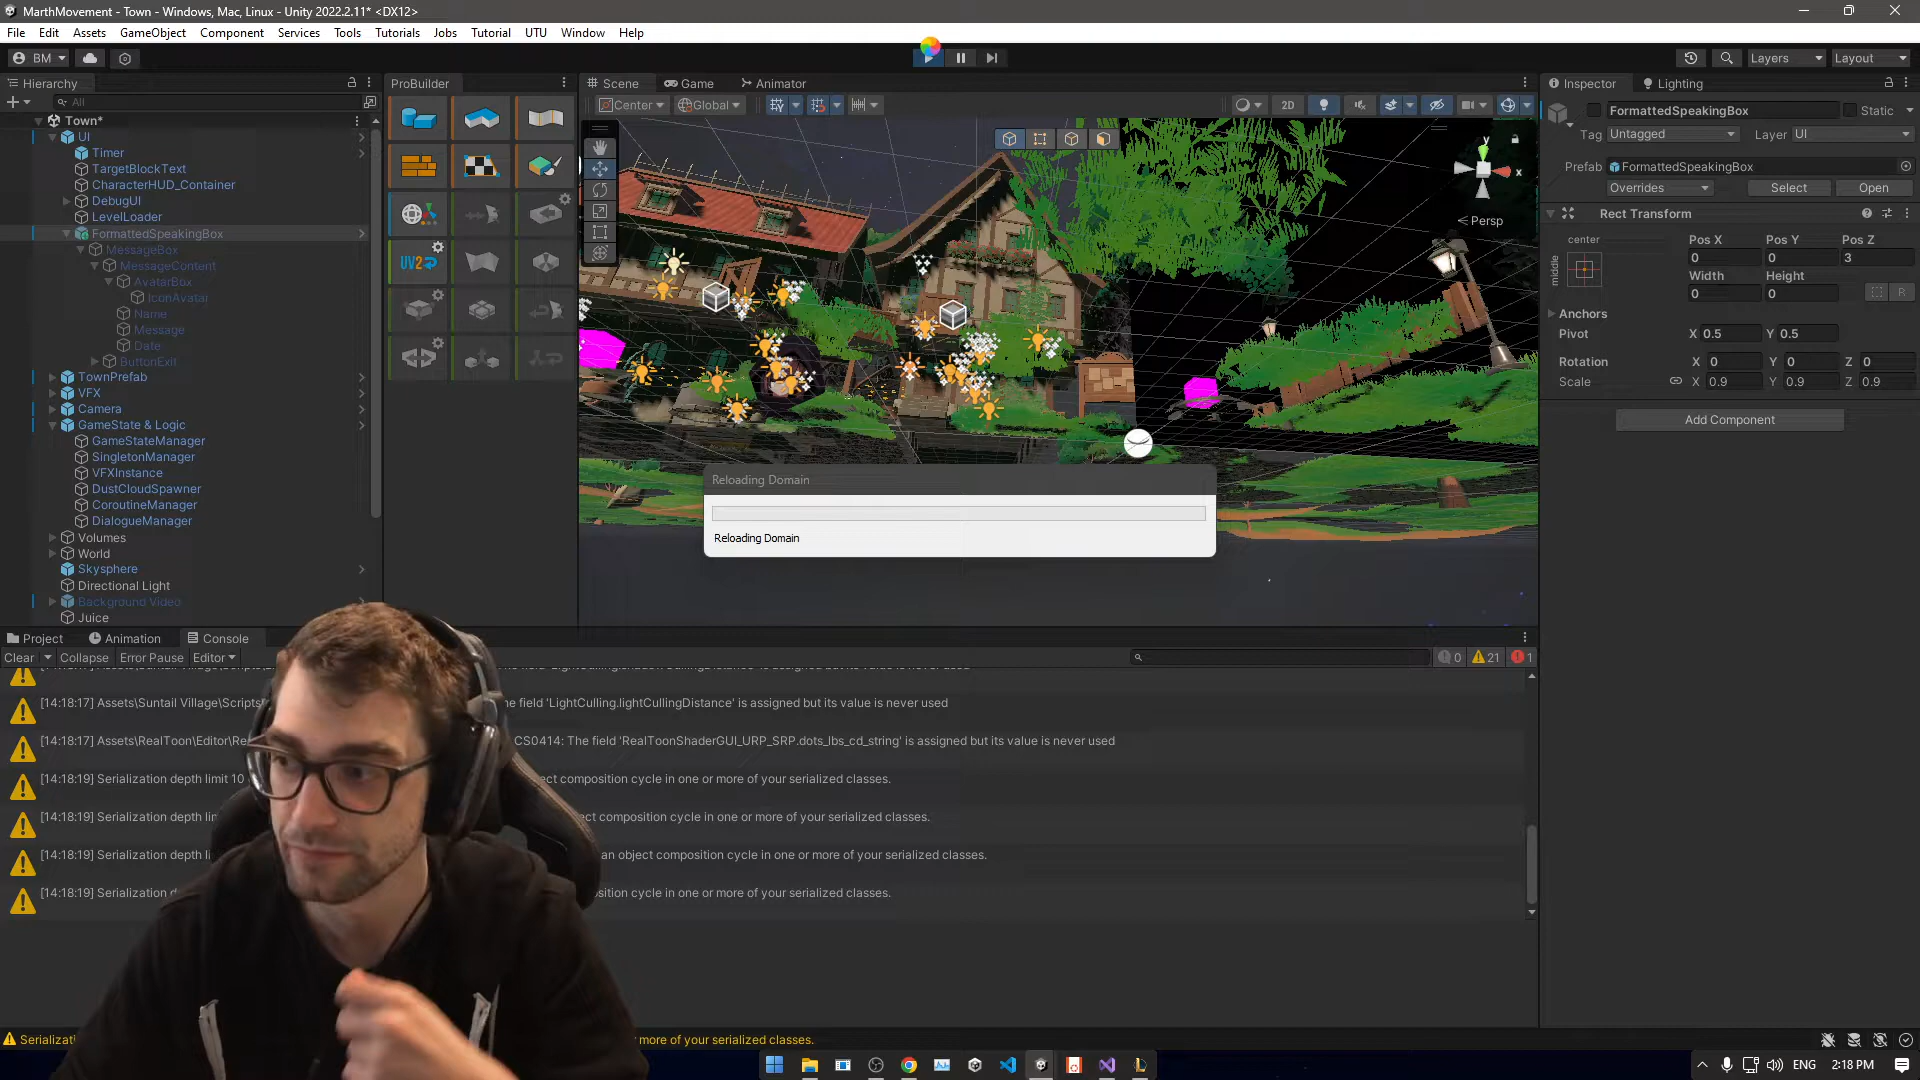 MarthMovement - Town - Windows, Mac, Linux - Unity 2022.2.11* <DX12>
File Edit Assets GameObject Component Services Tools Tutorials Jobs Tutorial UTU Window Help
BM
Layers Layout
Hierarchy
ProBuilder
Scene Game Animator
Inspector Lighting
All
Center Global
2D
FormattedSpeakingBox Static
Tag Untagged Layer UI
Prefab FormattedSpeakingBox
Overrides Select Open
Rect Transform
center
middle
Pos X Pos Y Pos Z
0 0 3
Width Height
0 0
R
Anchors
Pivot X 0.5 Y 0.5
Rotation X 0 Y 0 Z 0
Scale X 0.9 Y 0.9 Z 0.9
Add Component
Town*
UI
Timer
TargetBlockText
CharacterHUD_Container
DebugUI
LevelLoader
FormattedSpeakingBox
MessageBox
MessageContent
AvatarBox
IconAvatar
Name
Message
Date
ButtonExit
TownPrefab
VFX
Camera
GameState & Logic
GameStateManager
SingletonManager
VFXInstance
DustCloudSpawner
CoroutineManager
DialogueManager
Volumes
World
Skysphere
Directional Light
Background Video
Juice
UV2
y
x
Persp
Reloading Domain
Reloading Domain
Project Animation Console
Clear Collapse Error Pause Editor
0 21 1
[14:18:17] Assets\Suntail Village\Scripts he field 'LightCulling.lightCullingDistance' is assigned but its value is never used
[14:18:17] Assets\RealToon\Editor\Re CS0414: The field 'RealToonShaderGUI_URP_SRP.dots_lbs_cd_string' is assigned but its value is never used
[14:18:19] Serialization depth limit 10 ect composition cycle in one or more of your serialized classes.
[14:18:19] Serialization depth lim ect composition cycle in one or more of your serialized classes.
[14:18:19] Serialization depth li an object composition cycle in one or more of your serialized classes.
[14:18:19] Serialization d position cycle in one or more of your serialized classes.
Serializati r more of your serialized classes.
ENG 2:18 PM